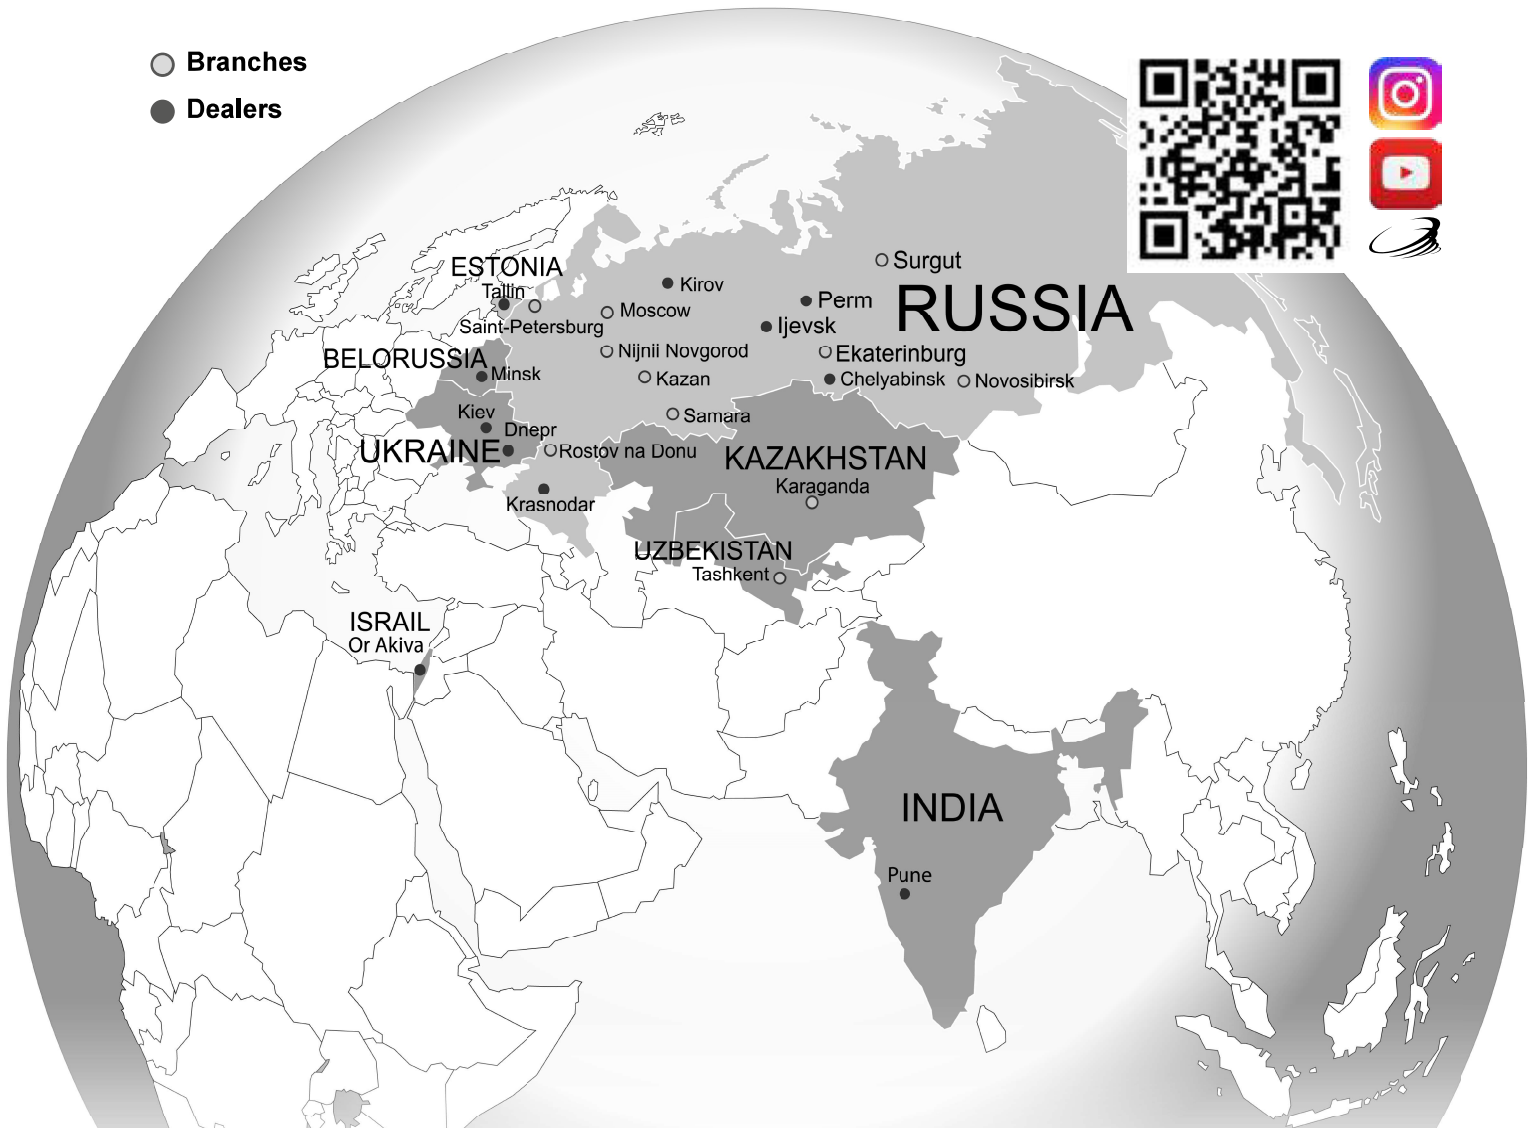 Branches
Dealers
ESTONIA
Tallin
Saint-Petersburg
Kirov
Moscow
Surgut
Perm
RUSSIA
Ijevsk
BELORUSSIA
Minsk
Nijnii Novgorod
Ekaterinburg
Kazan
Chelyabinsk
Novosibirsk
Kiev
Dnepr
Samara
UKRAINE
Rostov na Donu
KAZAKHSTAN
Karaganda
Krasnodar
UZBEKISTAN
Tashkent
ISRAIL
Or Akiva
INDIA
Pune